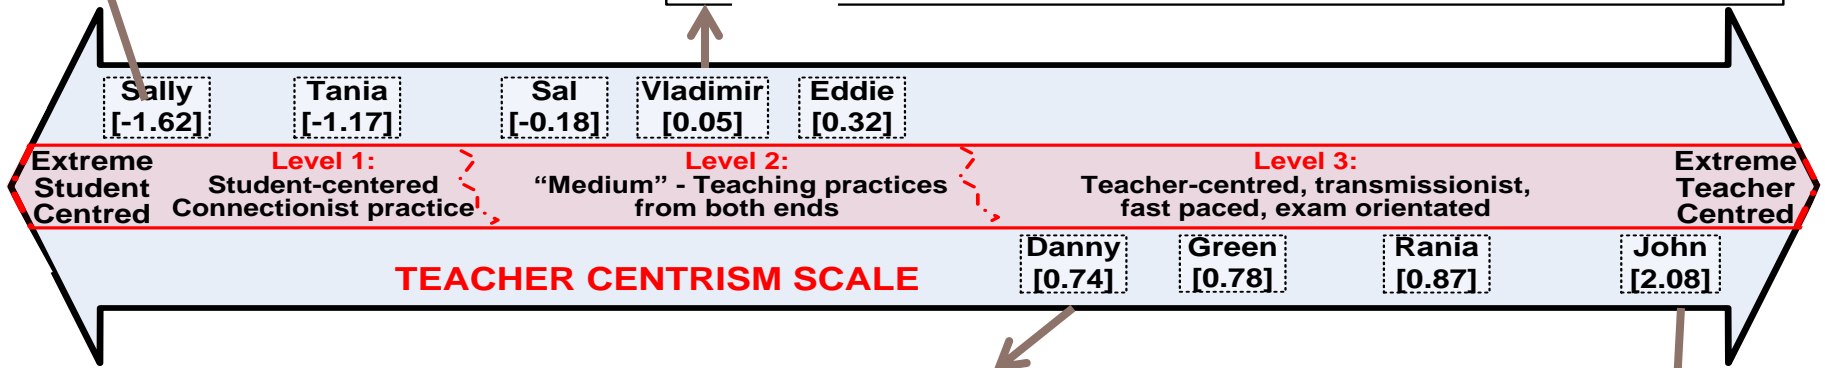 Sally Tania Sal Vladimir Eddie
[-1.62] [-1.17] [-0.18] [0.05] [0.32]
Extreme Student Centred
Level 1:
Student-centered
Connectionist practice
Level 2:
“Medium” - Teaching practices
from both ends
Level 3:
Teacher-centred, transmissionist,
fast paced, exam orientated
Extreme
Teacher
Centred
Danny Green Rania John
[0.74] [0.78] [0.87] [2.08]
TEACHER CENTRISM SCALE